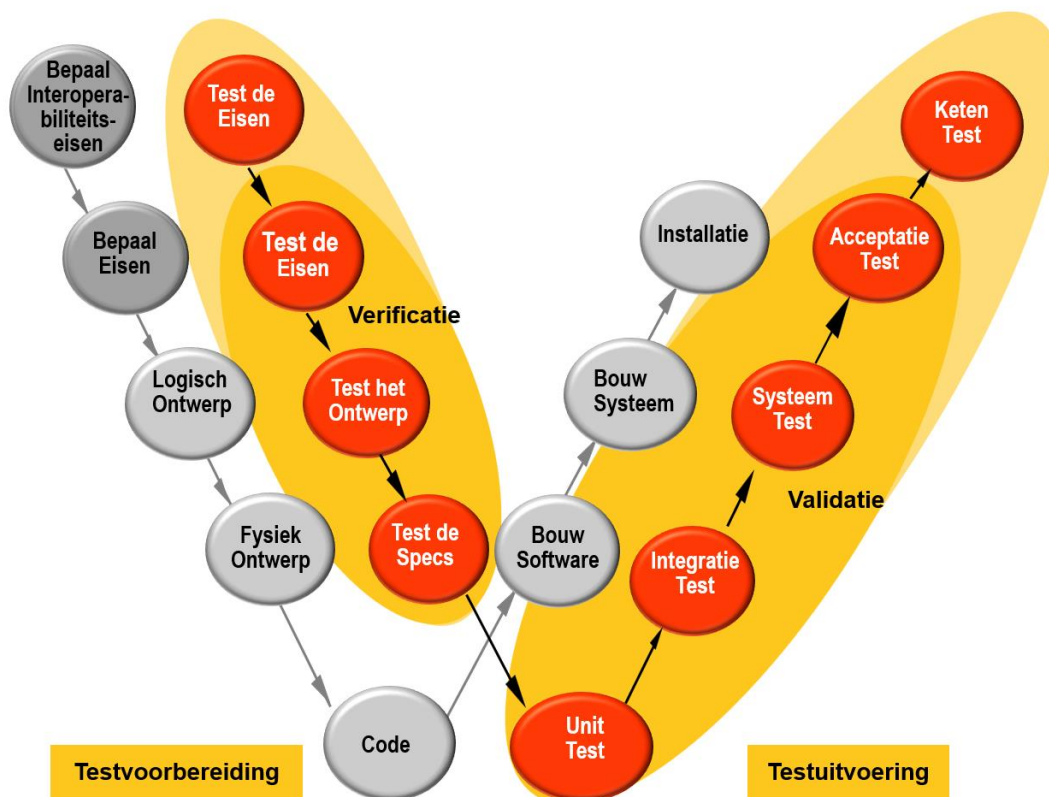 Bepaal
Interopera-
biliteits-
eisen
Test de
Eisen
Keten
Test
Bepaal
Eisen
Test de
Eisen
Installatie
Acceptatie
Test
Verificatie
Logisch
Ontwerp
Test het
Ontwerp
Bouw
Systeem
Systeem
Test
Validatie
Fysiek
Ontwerp
Test de
Specs
Bouw
Software
Integratie
Test
Code
Unit
Test
Testvoorbereiding
Testuitvoering